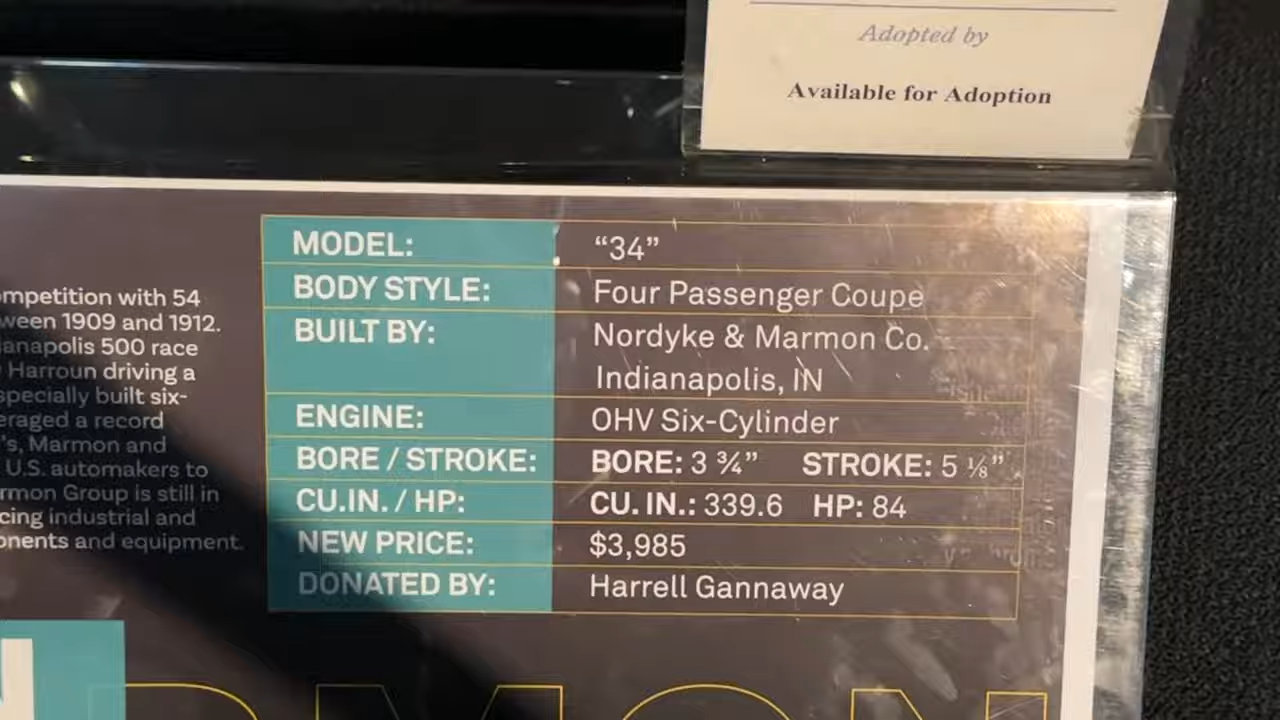 Adopted by
Available for Adoption
MODEL: “34”
BODY STYLE: Four Passenger Coupe
BUILT BY: Nordyke & Marmon Co.
Indianapolis, IN
ENGINE: OHV Six-Cylinder
BORE / STROKE: BORE: 3 ¾” STROKE: 5 ⅛”
CU.IN. / HP: CU. IN.: 339.6 HP: 84
NEW PRICE: $3,985
DONATED BY: Harrell Gannaway
mpetition with 54
ween 1909 and 1912.
anapolis 500 race
Harroun driving a
specially built six-
eraged a record
’s, Marmon and
U.S. automakers to
rmon Group is still in
cing industrial and
onents and equipment.
RMON